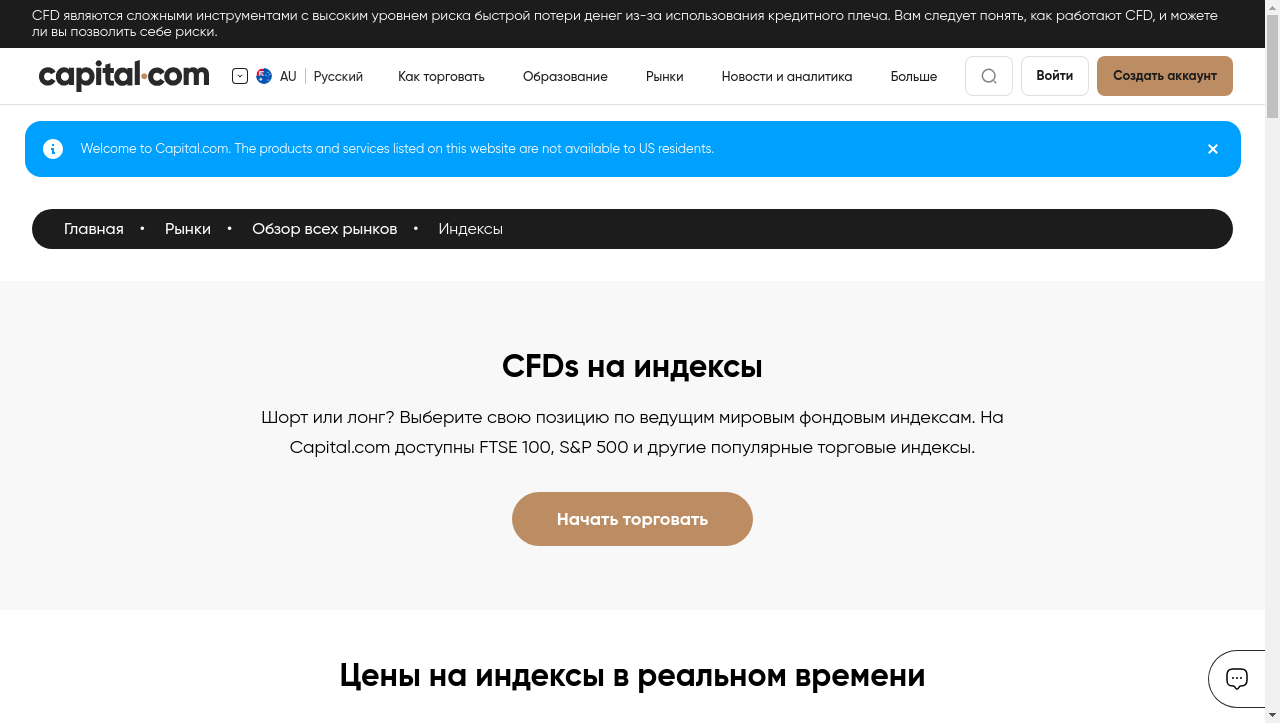 CFD являются сложными инструментами с высоким уровнем риска быстрой потери денег из-за использования кредитного плеча. Вам следует понять, как работают CFD, и можете
ли вы позволить себе риски.
capital.com AU Русский Как торговать Образование Рынки Новости и аналитика Больше Войти Создать аккаунт
Welcome to Capital.com. The products and services listed on this website are not available to US residents.
Главная • Рынки • Обзор всех рынков • Индексы
CFDs на индексы
Шорт или лонг? Выберите свою позицию по ведущим мировым фондовым индексам. На
Capital.com доступны FTSE 100, S&P 500 и другие популярные торговые индексы.
Начать торговать
Цены на индексы в реальном времени